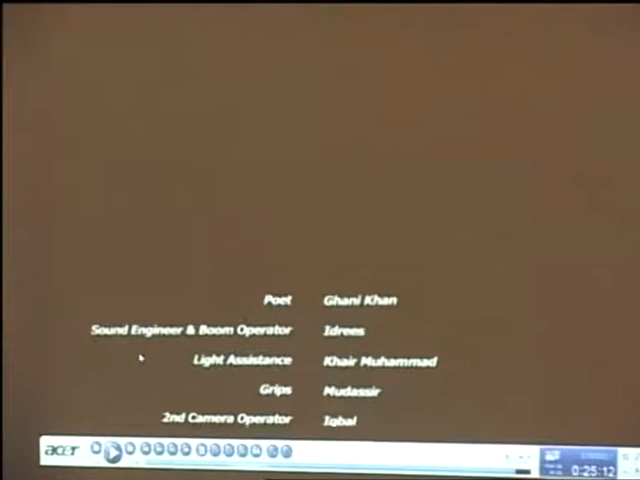 Poet Ghani Khan
Sound Engineer & Boom Operator Idrees
Light Assistance Khair Muhammad
Grips Mudassir
2nd Camera Operator Iqbal
acer
0:25:12